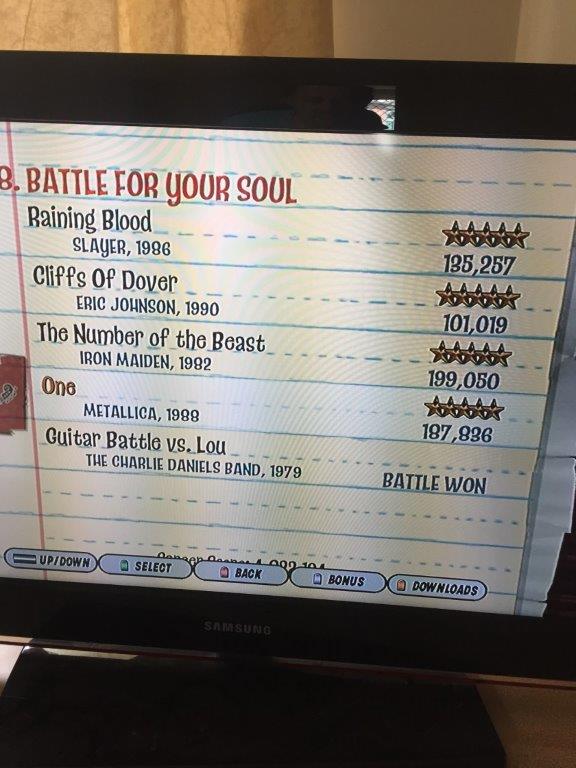 8. BATTLE FOR YOUR SOUL
Raining Blood
SLAYER, 1986
135,257
Cliffs Of Dover
ERIC JOHNSON, 1990
101,019
The Number of the Beast
IRON MAIDEN, 1982
199,050
One
METALLICA, 1988
187,836
Guitar Battle vs. Lou
THE CHARLIE DANIELS BAND, 1979
BATTLE WON
UP/DOWN
SELECT
BACK
BONUS
DOWNLOADS
SAMSUNG